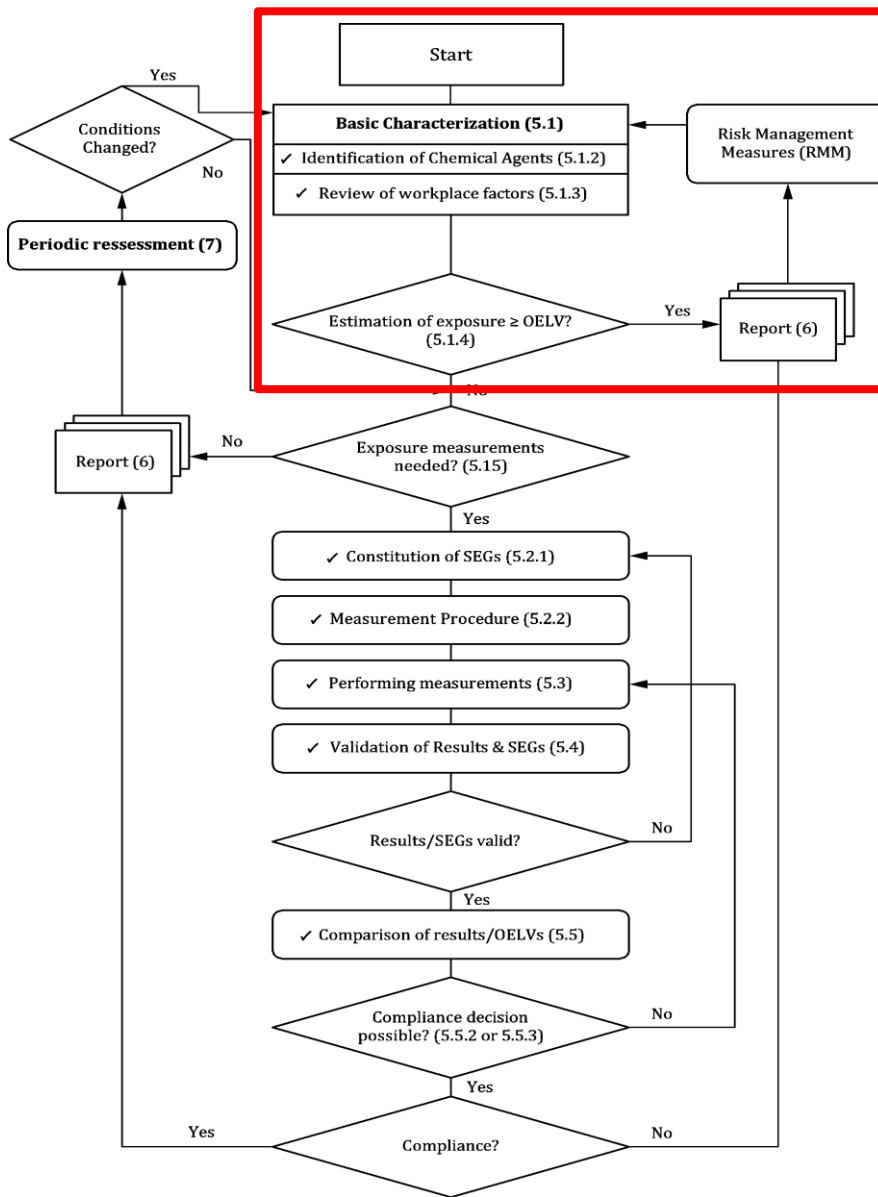 Start
Yes
Basic Characterization (5.1)
Conditions
Changed?
Risk Management
Measures (RMM)
✓ Identification of Chemical Agents (5.1.2)
No
✓ Review of workplace factors (5.1.3)
Periodic ressessment (7)
Estimation of exposure ≥ OELV?
(5.1.4)
Yes
Report (6)
No
No
Exposure measurements
needed? (5.15)
Report (6)
Yes
✓ Constitution of SEGs (5.2.1)
✓ Measurement Procedure (5.2.2)
✓ Performing measurements (5.3)
✓ Validation of Results & SEGs (5.4)
Results/SEGs valid?
No
Yes
✓ Comparison of results/OELVs (5.5)
Compliance decision
possible? (5.5.2 or 5.5.3)
No
Yes
Yes
Compliance?
No